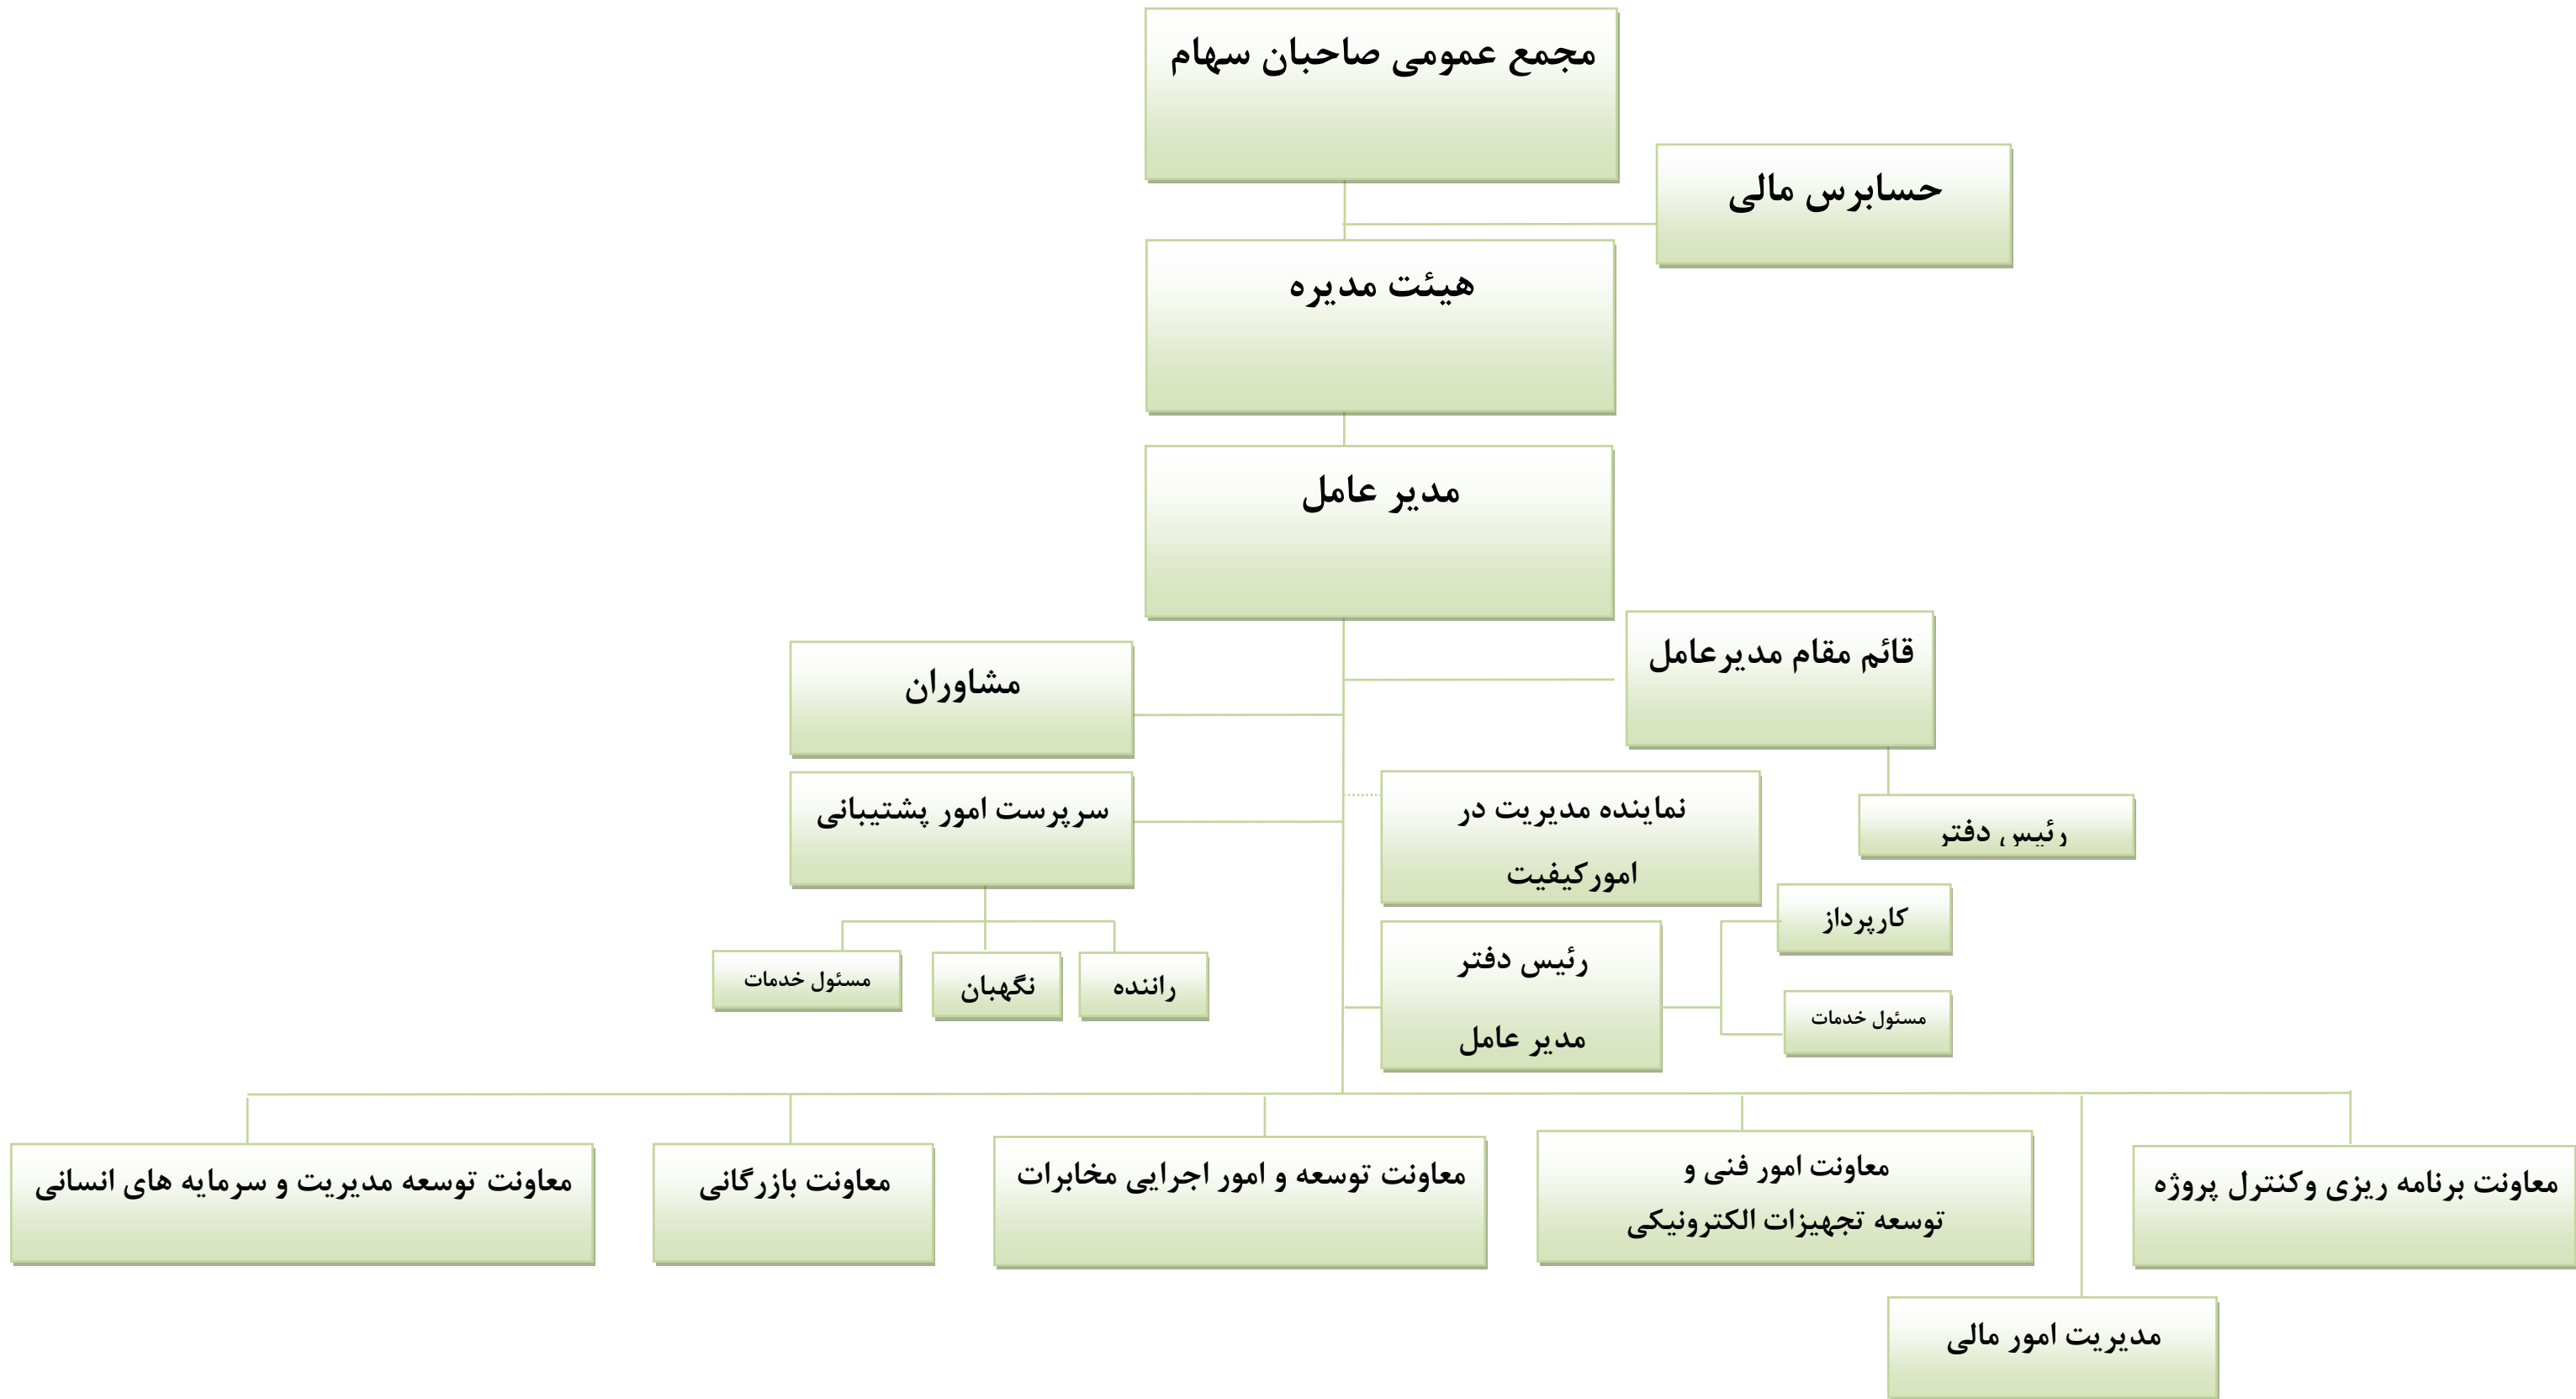 مجمع عمومی صاحبان سهام
حسابرس مالی
هیئت مدیره
مدیر عامل
قائم مقام مدیرعامل
مشاوران
رئیس دفتر
نماینده مدیریت در
امورکیفیت
سرپرست امور پشتیبانی
کارپرداز
رئیس دفتر
مدیر عامل
مسئول خدمات
راننده
نگهبان
مسئول خدمات
معاونت برنامه ریزی وکنترل پروژه
معاونت امور فنی و
توسعه تجهیزات الکترونیکی
معاونت توسعه و امور اجرایی مخابرات
معاونت بازرگانی
معاونت توسعه مدیریت و سرمایه های انسانی
مدیریت امور مالی